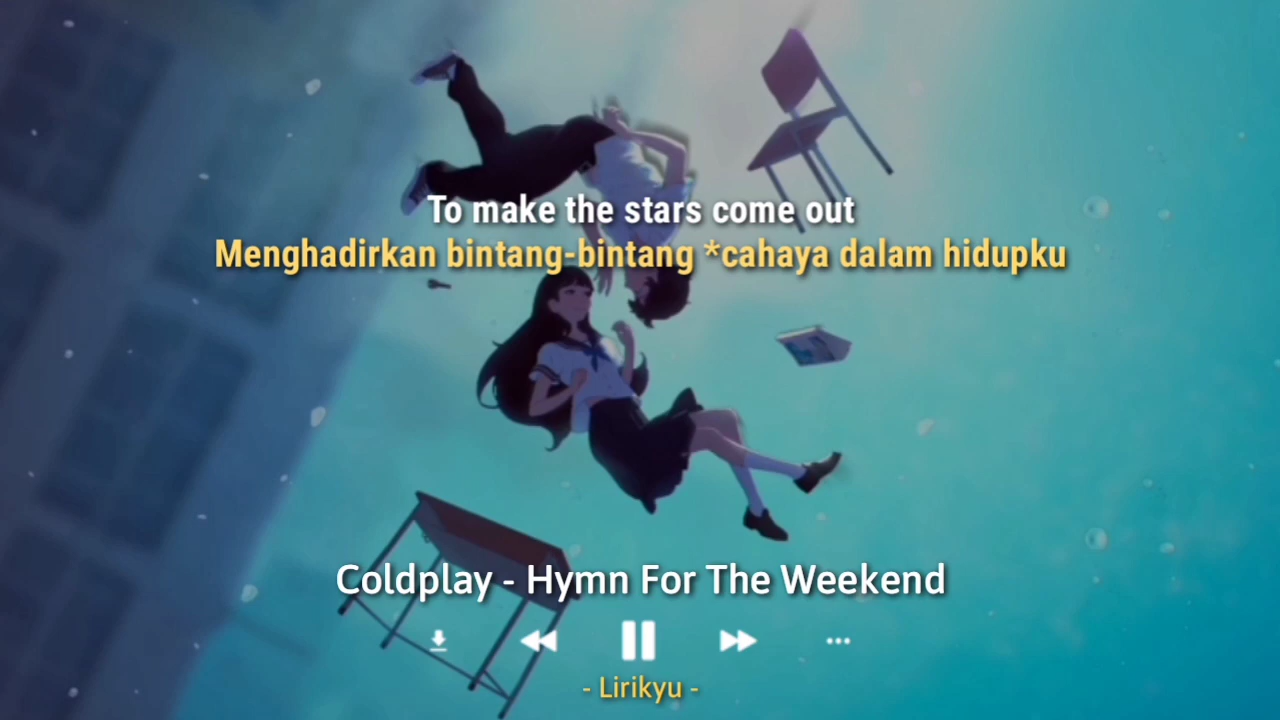 To make the stars come out
Menghadirkan bintang-bintang *cahaya dalam hidupku
Coldplay - Hymn For The Weekend
- Lirikyu -